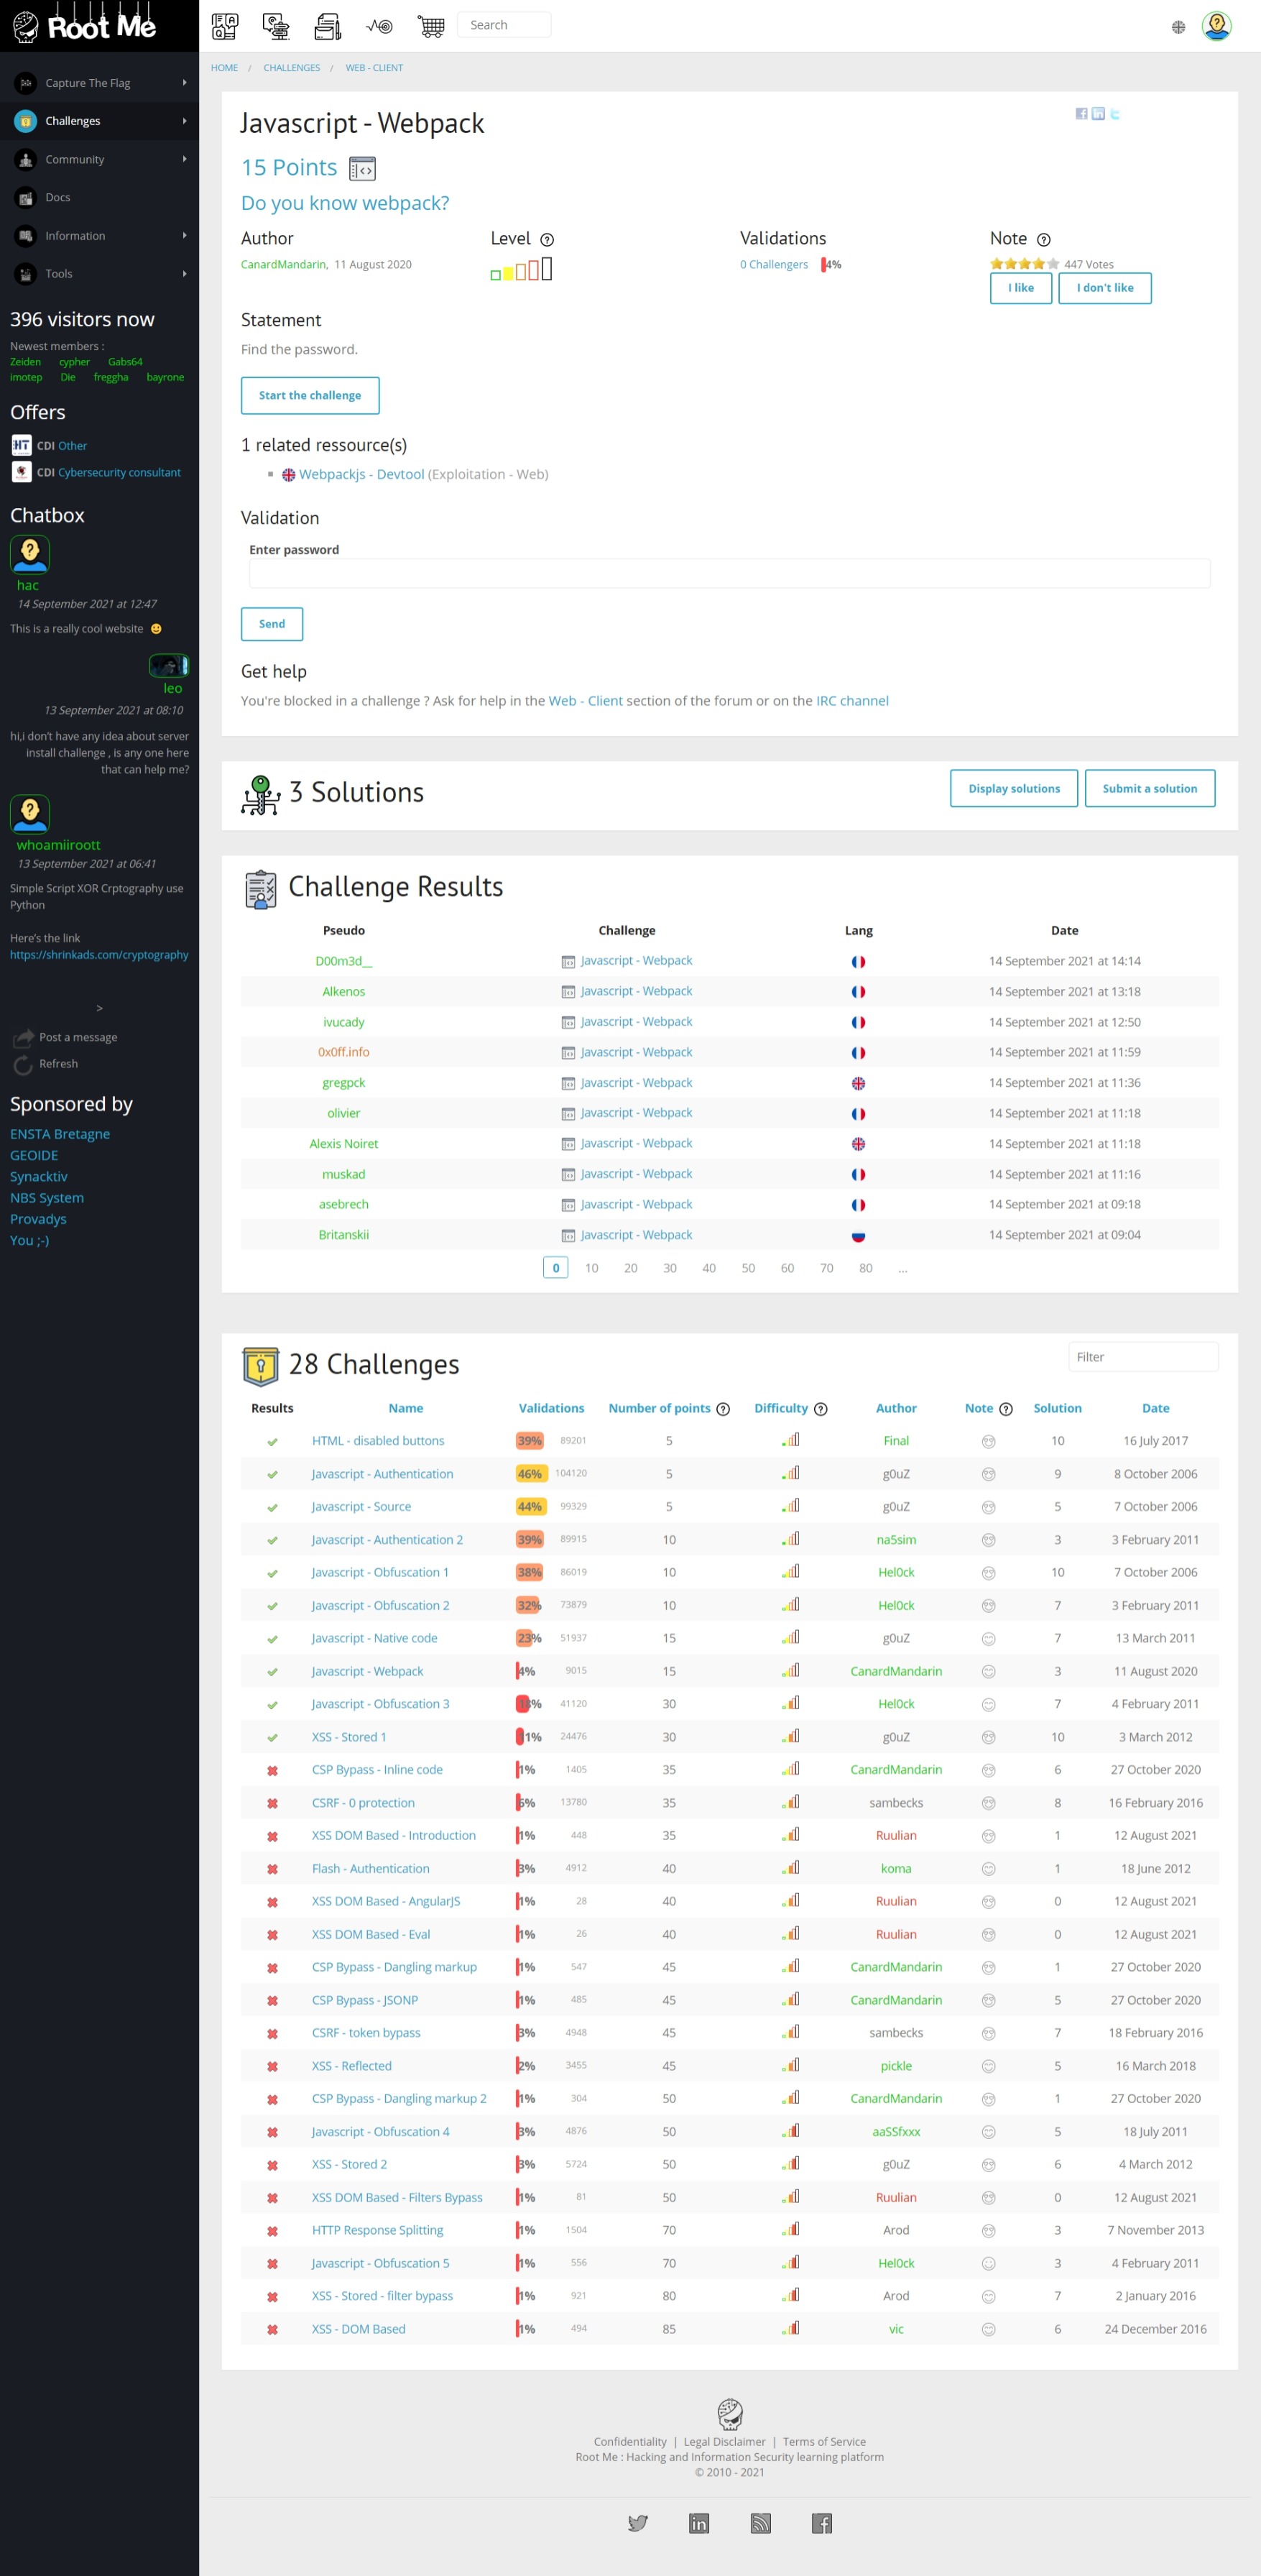 Root Me
Search
Capture The Flag
Challenges
Community
Docs
Information
Tools
396 visitors now
Newest members :
Zeiden cypher Gabs64
imotep Die freggha bayrone
Offers
CDI Other
CDI Cybersecurity consultant
Chatbox
hac
14 September 2021 at 12:47
This is a really cool website
leo
13 September 2021 at 08:10
hi,i don't have any idea about server
install challenge , is any one here
that can help me?
whoamiiroott
13 September 2021 at 06:41
Simple Script XOR Crptography use
Python
Here's the link
https://shrinkads.com/cryptography
>
Post a message
Refresh
Sponsored by
ENSTA Bretagne
GEOIDE
Synacktiv
NBS System
Provadys
You ;-)
HOME / CHALLENGES / WEB - CLIENT
Javascript - Webpack
15 Points
Do you know webpack?
Author Level Validations Note
CanardMandarin, 11 August 2020 0 Challengers 4% 447 Votes
I like I don't like
Statement
Find the password.
Start the challenge
1 related ressource(s)
Webpackjs - Devtool (Exploitation - Web)
Validation
Enter password
Send
Get help
You're blocked in a challenge ? Ask for help in the Web - Client section of the forum or on the IRC channel
3 Solutions
Display solutions Submit a solution
Challenge Results
Pseudo Challenge Lang Date
D00m3d__ Javascript - Webpack 14 September 2021 at 14:14
Alkenos Javascript - Webpack 14 September 2021 at 13:18
ivucady Javascript - Webpack 14 September 2021 at 12:50
0x0ff.info Javascript - Webpack 14 September 2021 at 11:59
gregpck Javascript - Webpack 14 September 2021 at 11:36
olivier Javascript - Webpack 14 September 2021 at 11:18
Alexis Noiret Javascript - Webpack 14 September 2021 at 11:18
muskad Javascript - Webpack 14 September 2021 at 11:16
asebrech Javascript - Webpack 14 September 2021 at 09:18
Britanskii Javascript - Webpack 14 September 2021 at 09:04
0 10 20 30 40 50 60 70 80 ...
28 Challenges
Filter
Results Name Validations Number of points Difficulty Author Note Solution Date
HTML - disabled buttons 39% 89201 5 Final 10 16 July 2017
Javascript - Authentication 46% 104120 5 g0uZ 9 8 October 2006
Javascript - Source 44% 99329 5 g0uZ 5 7 October 2006
Javascript - Authentication 2 39% 89915 10 na5sim 3 3 February 2011
Javascript - Obfuscation 1 38% 86019 10 Hel0ck 10 7 October 2006
Javascript - Obfuscation 2 32% 73879 10 Hel0ck 7 3 February 2011
Javascript - Native code 23% 51937 15 g0uZ 7 13 March 2011
Javascript - Webpack 4% 9015 15 CanardMandarin 3 11 August 2020
Javascript - Obfuscation 3 18% 41120 30 Hel0ck 7 4 February 2011
XSS - Stored 1 11% 24476 30 g0uZ 10 3 March 2012
CSP Bypass - Inline code 1% 1405 35 CanardMandarin 6 27 October 2020
CSRF - 0 protection 6% 13780 35 sambecks 8 16 February 2016
XSS DOM Based - Introduction 1% 448 35 Ruulian 1 12 August 2021
Flash - Authentication 3% 4912 40 koma 1 18 June 2012
XSS DOM Based - AngularJS 1% 28 40 Ruulian 0 12 August 2021
XSS DOM Based - Eval 1% 26 40 Ruulian 0 12 August 2021
CSP Bypass - Dangling markup 1% 547 45 CanardMandarin 1 27 October 2020
CSP Bypass - JSONP 1% 485 45 CanardMandarin 5 27 October 2020
CSRF - token bypass 3% 4948 45 sambecks 7 18 February 2016
XSS - Reflected 2% 3455 45 pickle 5 16 March 2018
CSP Bypass - Dangling markup 2 1% 304 50 CanardMandarin 1 27 October 2020
Javascript - Obfuscation 4 3% 4876 50 aaSSfxxx 5 18 July 2011
XSS - Stored 2 3% 5724 50 g0uZ 6 4 March 2012
XSS DOM Based - Filters Bypass 1% 81 50 Ruulian 0 12 August 2021
HTTP Response Splitting 1% 1504 70 Arod 3 7 November 2013
Javascript - Obfuscation 5 1% 556 70 Hel0ck 3 4 February 2011
XSS - Stored - filter bypass 1% 921 80 Arod 7 2 January 2016
XSS - DOM Based 1% 494 85 vic 6 24 December 2016
Confidentiality | Legal Disclaimer | Terms of Service
Root Me : Hacking and Information Security learning platform
© 2010 - 2021